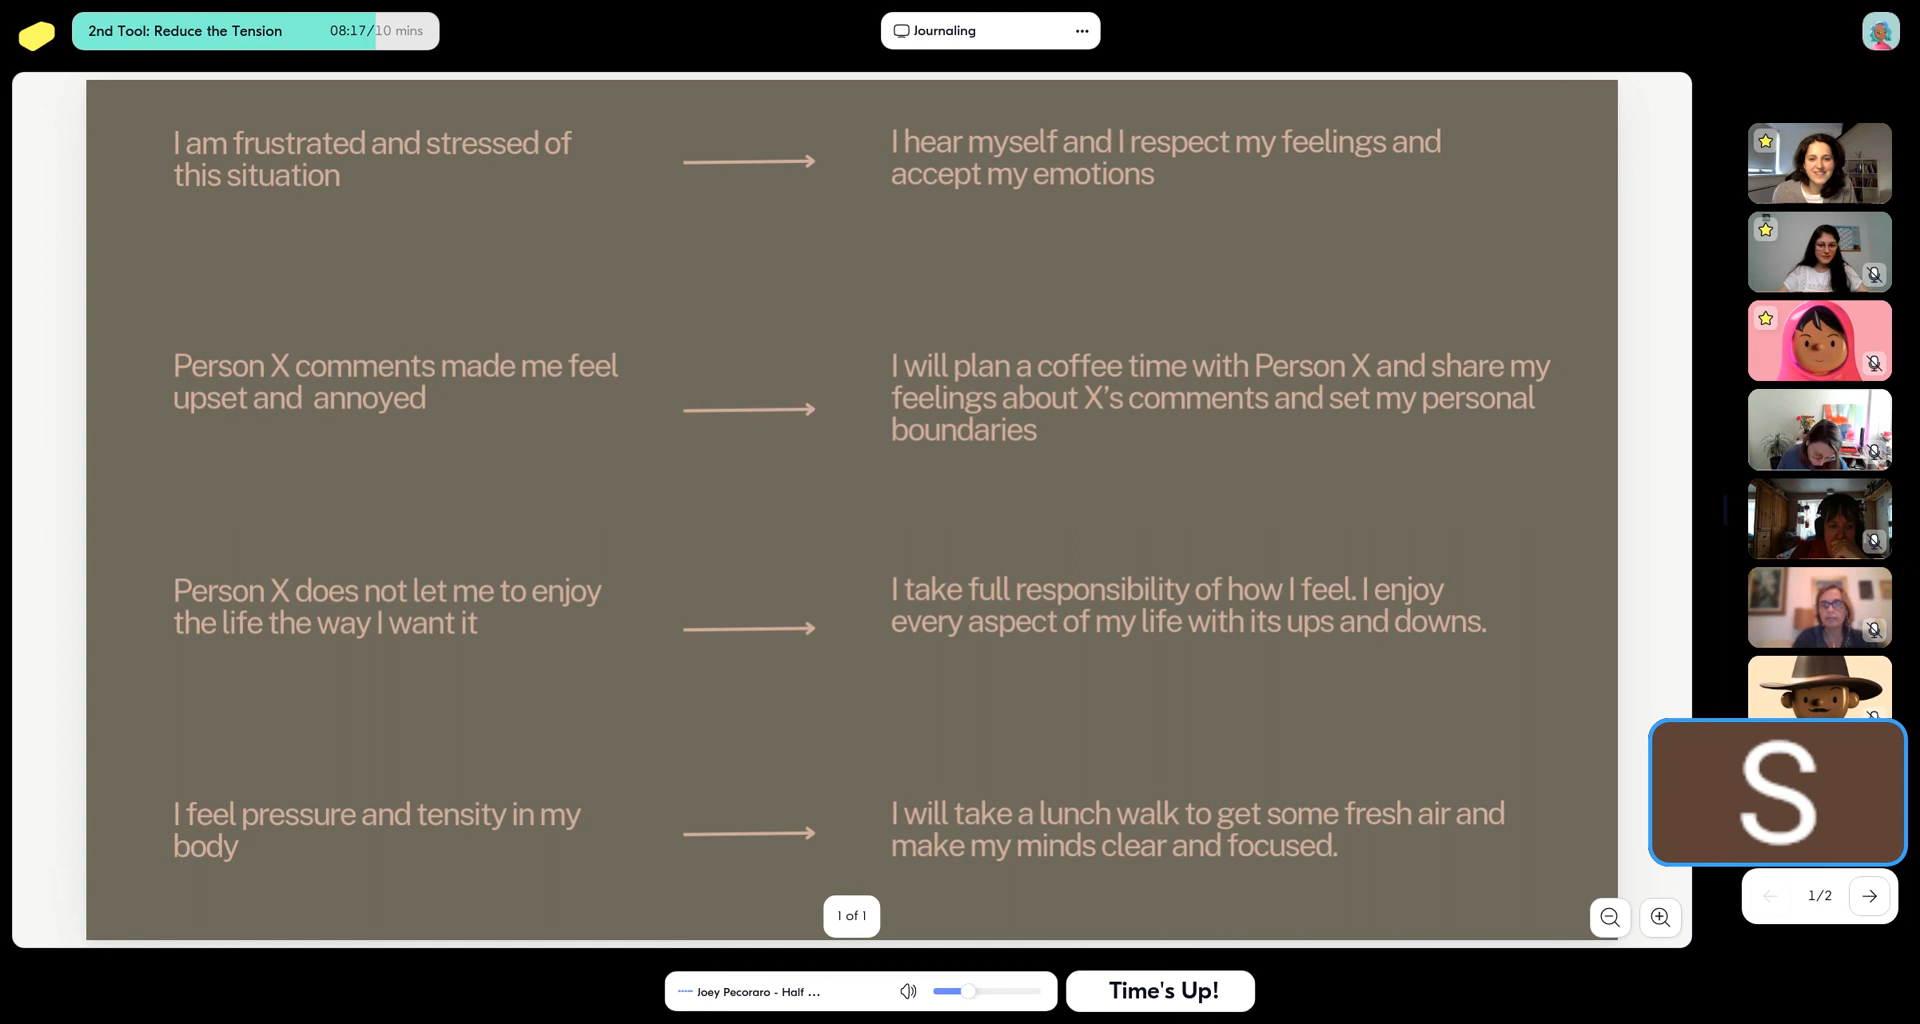 2nd Tool: Reduce the Tension
08:17/10 mins
Journaling
I am frustrated and stressed of
this situation
I hear myself and I respect my feelings and
accept my emotions
Person X comments made me feel
upset and  annoyed
I will plan a coffee time with Person X and share my
feelings about X's comments and set my personal
boundaries
Person X does not let me to enjoy
the life the way I want it
I take full responsibility of how I feel. I enjoy
every aspect of my life with its ups and downs.
I feel pressure and tensity in my
body
I will take a lunch walk to get some fresh air and
make my minds clear and focused.
1 of 1
S
1/2
Joey Pecoraro - Half ...
Time's Up!